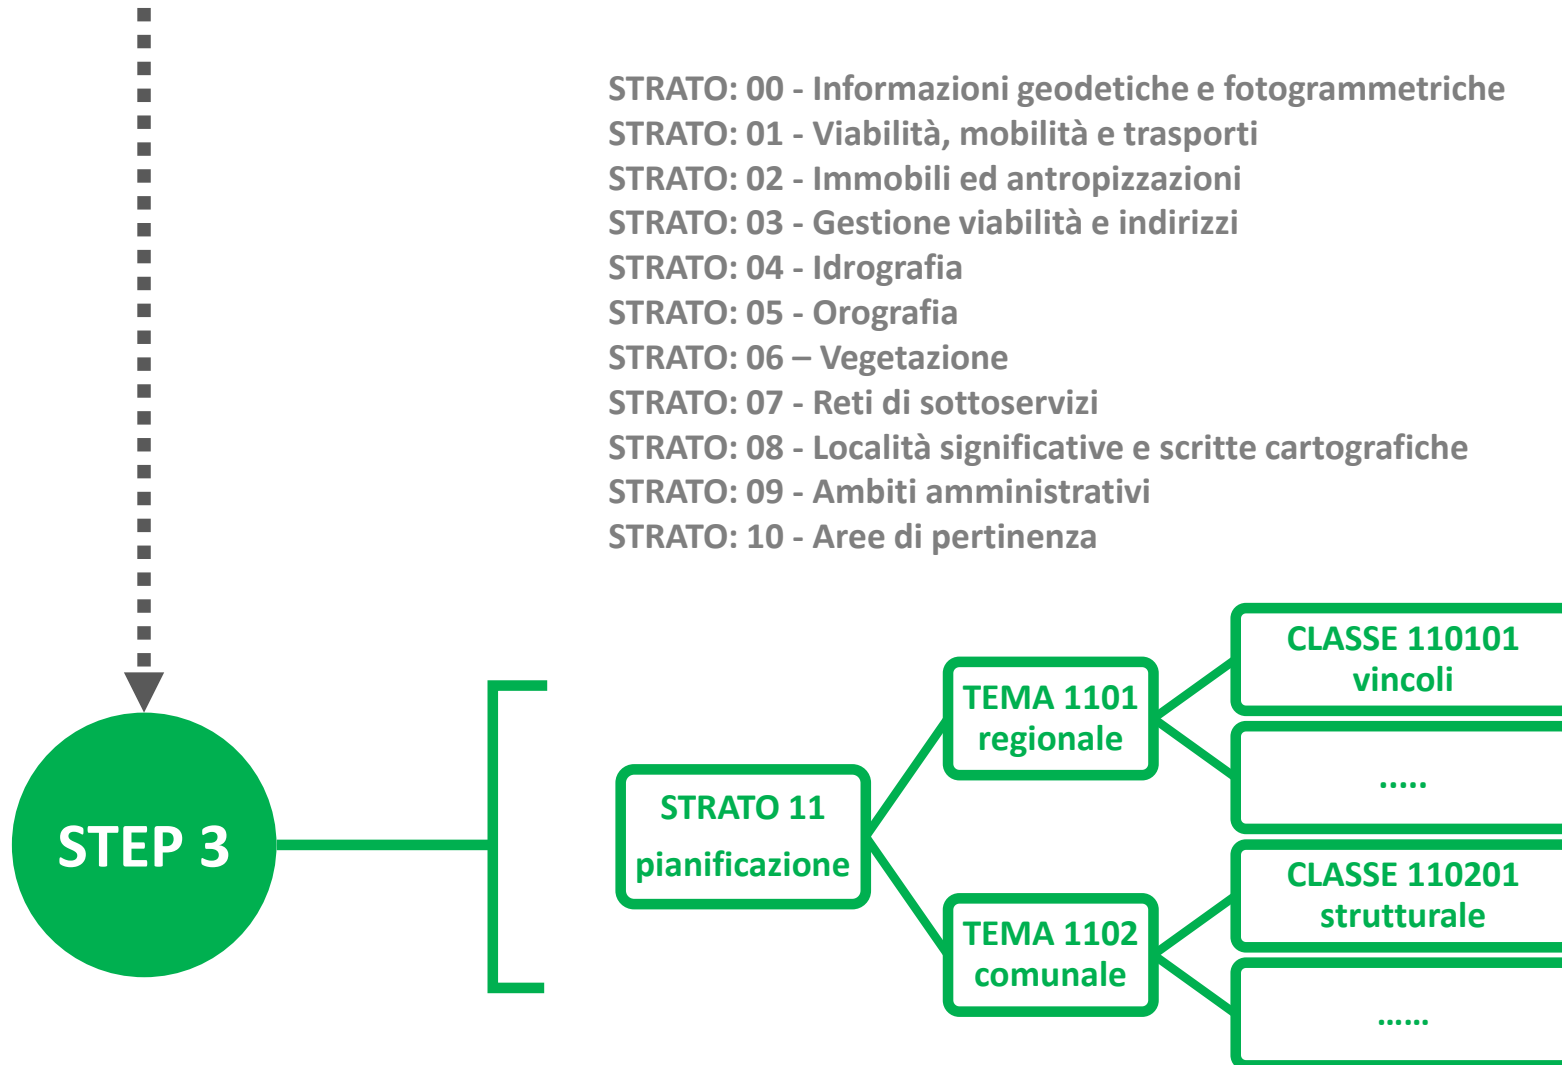 STRATO: 00 - Informazioni geodetiche e fotogrammetriche
STRATO: 01 - Viabilità, mobilità e trasporti
STRATO: 02 - Immobili ed antropizzazioni
STRATO: 03 - Gestione viabilità e indirizzi
STRATO: 04 - Idrografia
STRATO: 05 - Orografia
STRATO: 06 – Vegetazione
STRATO: 07 - Reti di sottoservizi
STRATO: 08 - Località significative e scritte cartografiche
STRATO: 09 - Ambiti amministrativi
STRATO: 10 - Aree di pertinenza
STEP 3
STRATO 11
pianificazione
TEMA 1101
regionale
CLASSE 110101
vincoli
.....
TEMA 1102
comunale
CLASSE 110201
strutturale
......